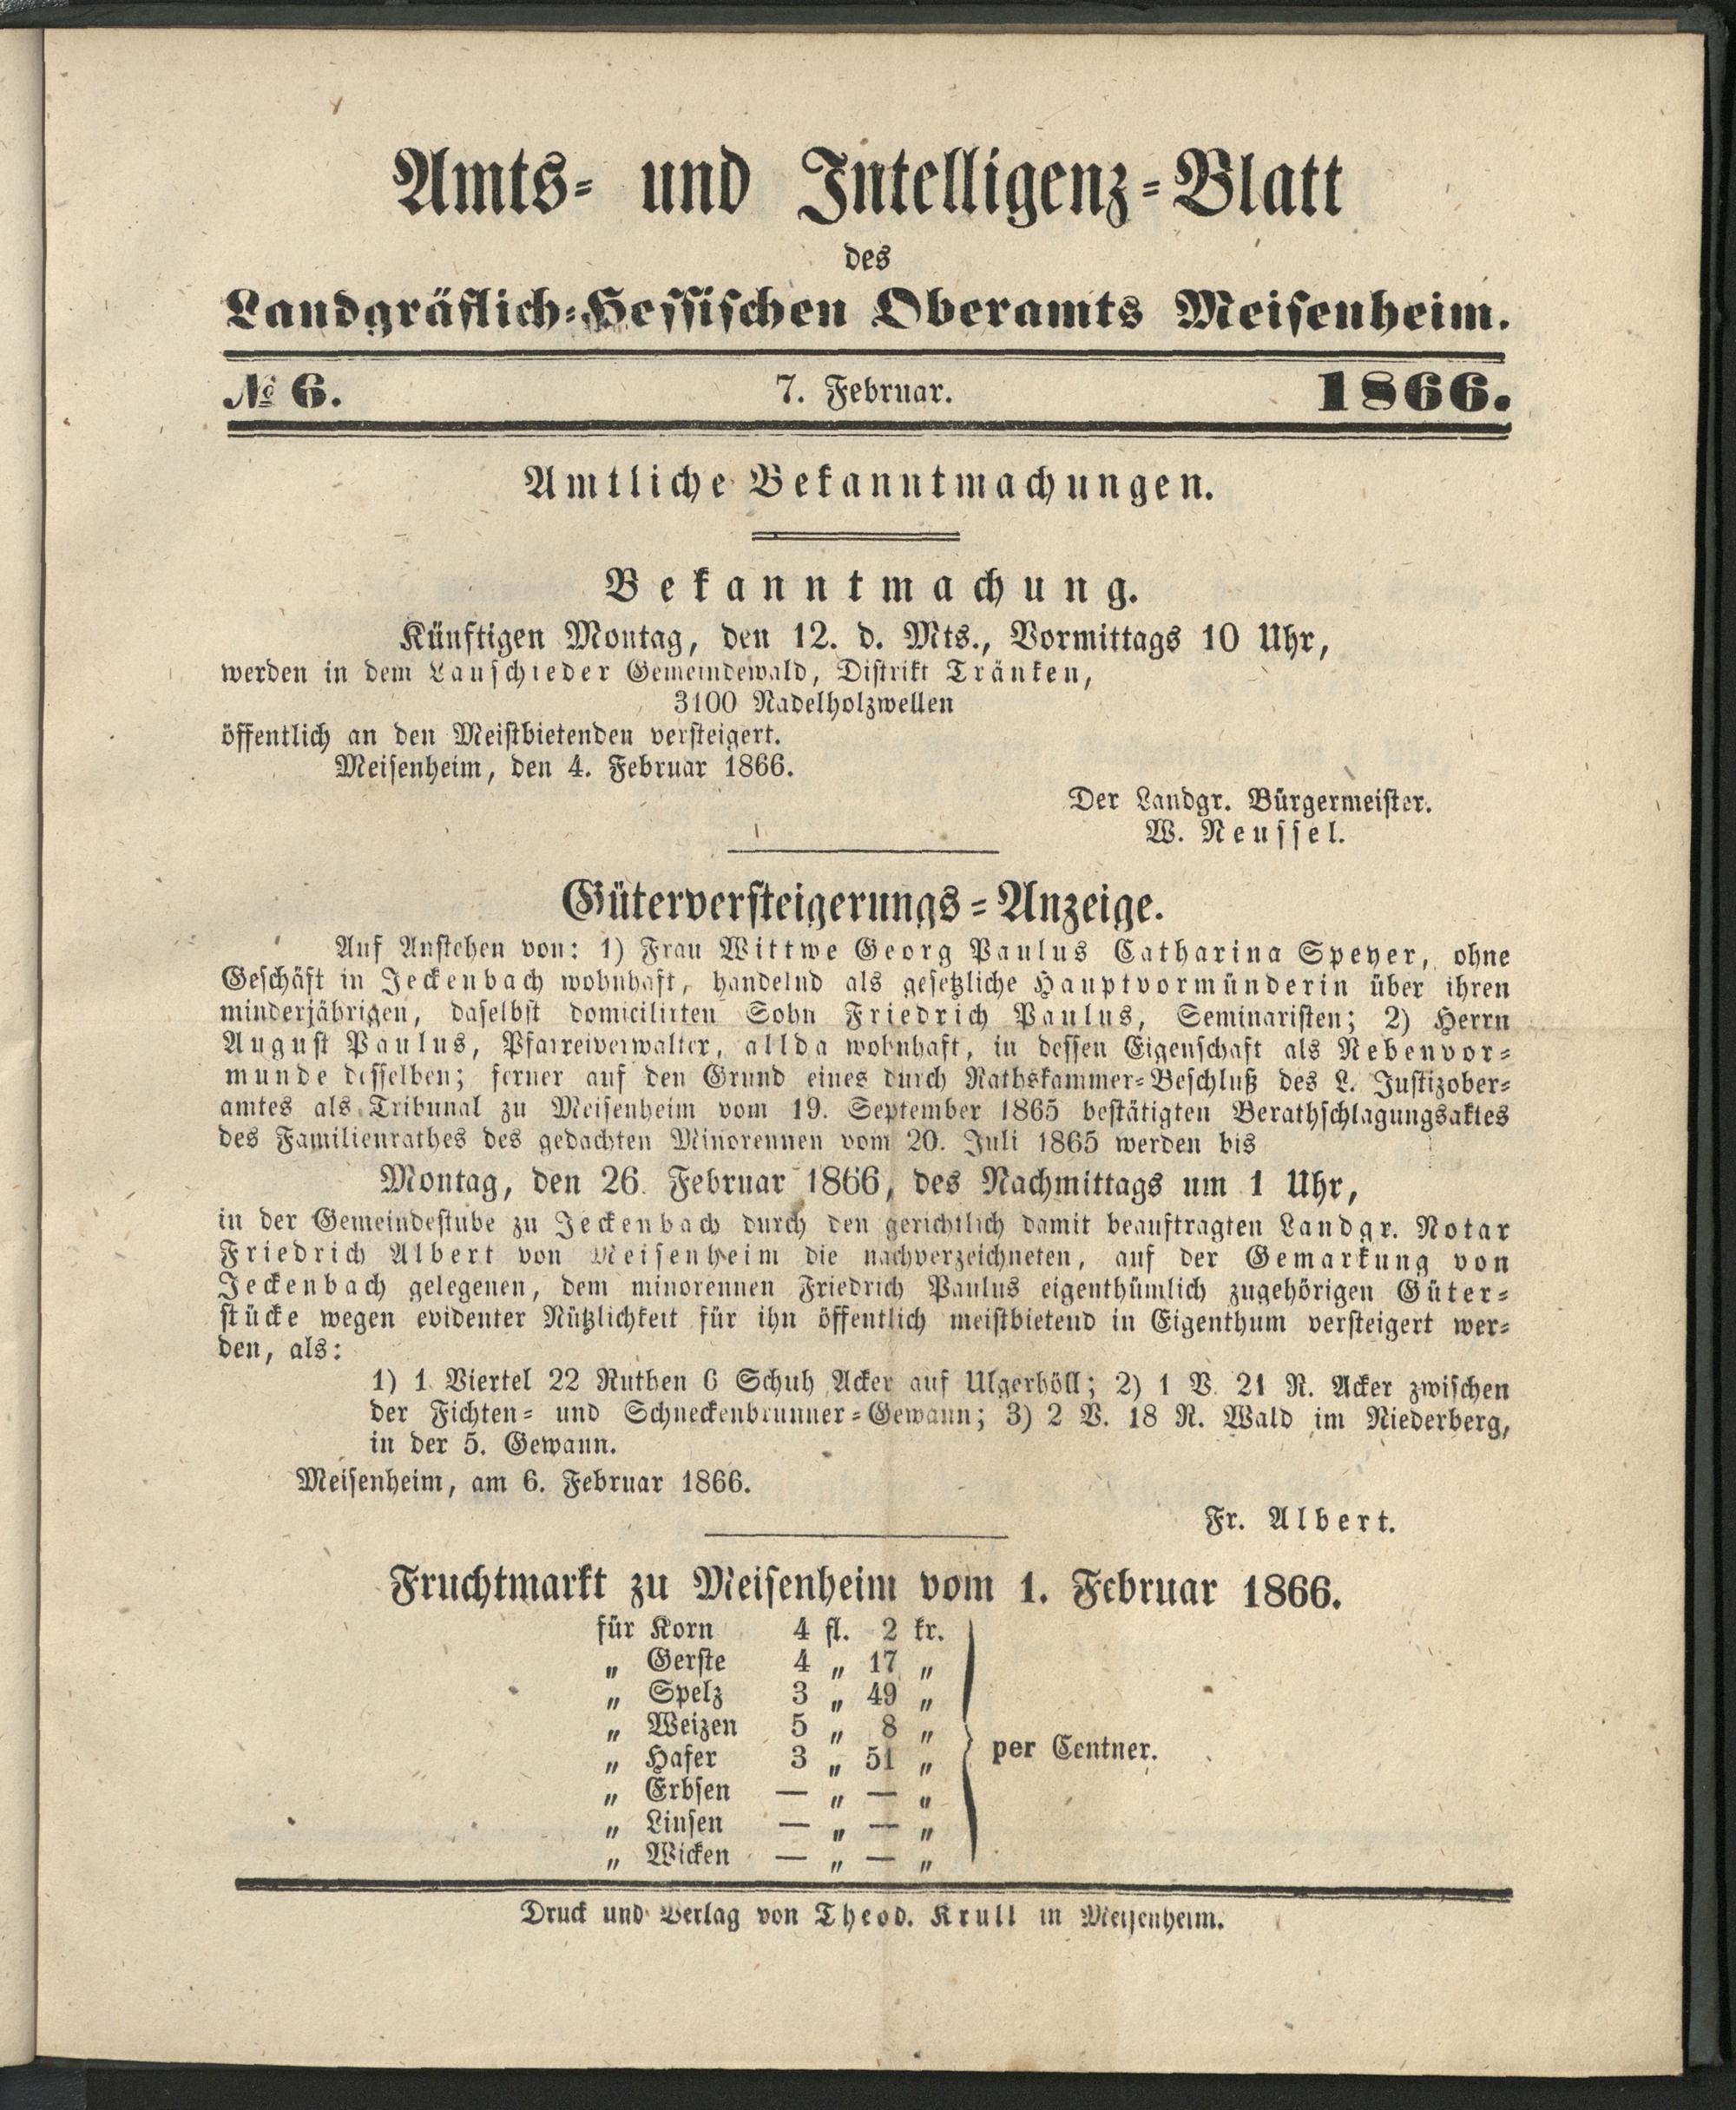 Amts- und Intelligenz-Blatt
des
Landgräflich-Hessischen Oberamts Meisenheim.
№ 6. 7. Februar. 1866.
Amtliche Bekanntmachungen.
Bekanntmachung.
Künftigen Montag, den 12. d. Mts., Vormittags 10 Uhr,
werden in dem Lauschieder Gemeindewald, Distrikt Tränken,
3100 Nadelholzwellen
öffentlich an den Meistbietenden versteigert.
Meisenheim, den 4. Februar 1866.
Der Landgr. Bürgermeister.
W. Neussel.
Güterversteigerungs-Anzeige.
Auf Anstehen von: 1) Frau Wittwe Georg Paulus Catharina Speyer, ohne
Geschäft in Jeckenbach wohnhaft, handelnd als gesetzliche Hauptvormünderin über ihren
minderjährigen, daselbst domicilirten Sohn Friedrich Paulus, Seminaristen; 2) Herrn
August Paulus, Pfarreiverwalter, allda wohnhaft, in dessen Eigenschaft als Nebenvor-
munde desselben; ferner auf den Grund eines durch Rathskammer-Beschluß des L. Justizober-
amtes als Tribunal zu Meisenheim vom 19. September 1865 bestätigten Berathschlagungsaktes
des Familienrathes des gedachten Minorennen vom 20. Juli 1865 werden bis
Montag, den 26. Februar 1866, des Nachmittags um 1 Uhr,
in der Gemeindestube zu Jeckenbach durch den gerichtlich damit beauftragten Landgr. Notar
Friedrich Albert von Meisenheim die nachverzeichneten, auf der Gemarkung von
Jeckenbach gelegenen, dem minorennen Friedrich Paulus eigenthümlich zugehörigen Güter-
stücke wegen evidenter Nützlichkeit für ihn öffentlich meistbietend in Eigenthum versteigert wer-
den, als:
1) 1 Viertel 22 Ruthen 6 Schuh Acker auf Ulgerhöll; 2) 1 V. 21 R. Acker zwischen
der Fichten- und Schneckenbrunner-Gewann; 3) 2 V. 18 R. Wald im Niederberg,
in der 5. Gewann.
Meisenheim, am 6. Februar 1866.
Fr. Albert.
Fruchtmarkt zu Meisenheim vom 1. Februar 1866.
für Korn 4 fl. 2 kr.
„ Gerste 4 „ 17 „
„ Spelz 3 „ 49 „
„ Weizen 5 „ 8 „
„ Hafer 3 „ 51 „ per Centner.
„ Erbsen — „ — „
„ Linsen — „ — „
„ Wicken — „ — „
Druck und Verlag von Theod. Krull in Meisenheim.